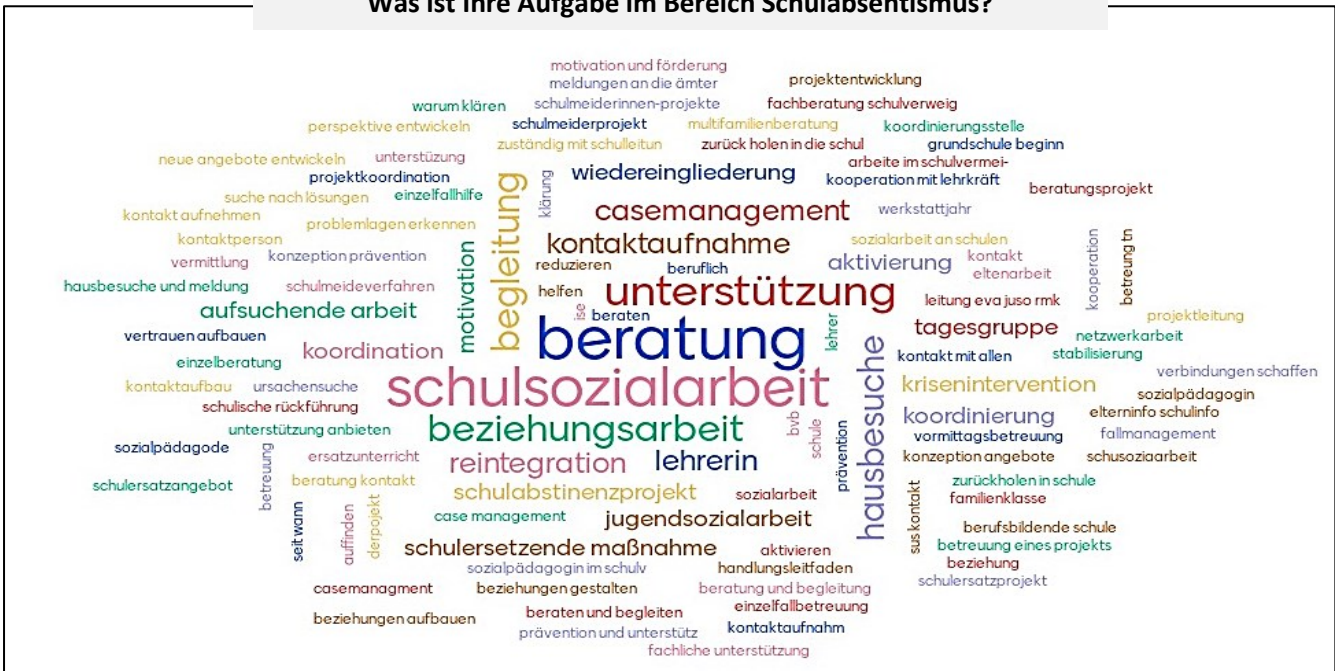 Was ist Ihre Aufgabe im Bereich Schulabsentismus?
motivation und förderung
meldungen an die ämter
projektentwicklung
warum klären
schulmeiderinnen-projekte
fachberatung schulverweig
perspektive entwickeln
schulmeiderprojekt
multifamilienberatung
koordinierungsstelle
zuständig mit schulleitun
zurück holen in die schul
grundschule beginn
neue angebote entwickeln
unterstüzung
arbeite im schulvermei-
projektkoordination
wiedereingliederung
kooperation mit lehrkräft
suche nach lösungen
einzelfallhilfe
begleitung
klärung
beratungsprojekt
kontakt aufnehmen
problemlagen erkennen
casemanagement
werkstattjahr
kontaktperson
konzeption prävention
motivation
kontaktaufnahme
sozialarbeit an schulen
kooperation
betreung tn
vermittlung
reduzieren
beruflich
aktivierung
kontakt
eltenarbeit
hausbesuche und meldung
schulmeideverfahren
helfen
unterstützung
leitung eva juso rmk
aufsuchende arbeit
ise
beraten
lehrer
tagesgruppe
projektleitung
vertrauen aufbauen
beratung
netzwerkarbeit
einzelberatung
koordination
hausbesuche
kontakt mit allen
stabilisierung
kontaktaufbau
ursachensuche
schulsozialarbeit
krisenintervention
verbindungen schaffen
schulische rückführung
sozialpädagogin
unterstützung anbieten
beziehungsarbeit
bvb
schule
prävention
koordinierung
elterninfo schulinfo
sozialpädagode
betreuung
ersatzunterricht
reintegration
lehrerin
vormittagsbetreuung
fallmanagement
konzeption angebote
schusoziaarbeit
schulersatzangebot
beratung kontakt
schulabstinenzprojekt
sozialarbeit
sus kontakt
zurückholen in schule
familienklasse
seit wann
auffinden
derpojekt
case management
jugendsozialarbeit
berufsbildende schule
schulersetzende maßnahme
aktivieren
betreuung eines projekts
sozialpädagogin im schulv
handlungsleitfaden
beziehung
casemanagment
beziehungen gestalten
beratung und begleitung
schulersatzprojekt
beziehungen aufbauen
beraten und begleiten
einzelfallbetreuung
prävention und unterstütz
kontaktaufnahm
fachliche unterstützung